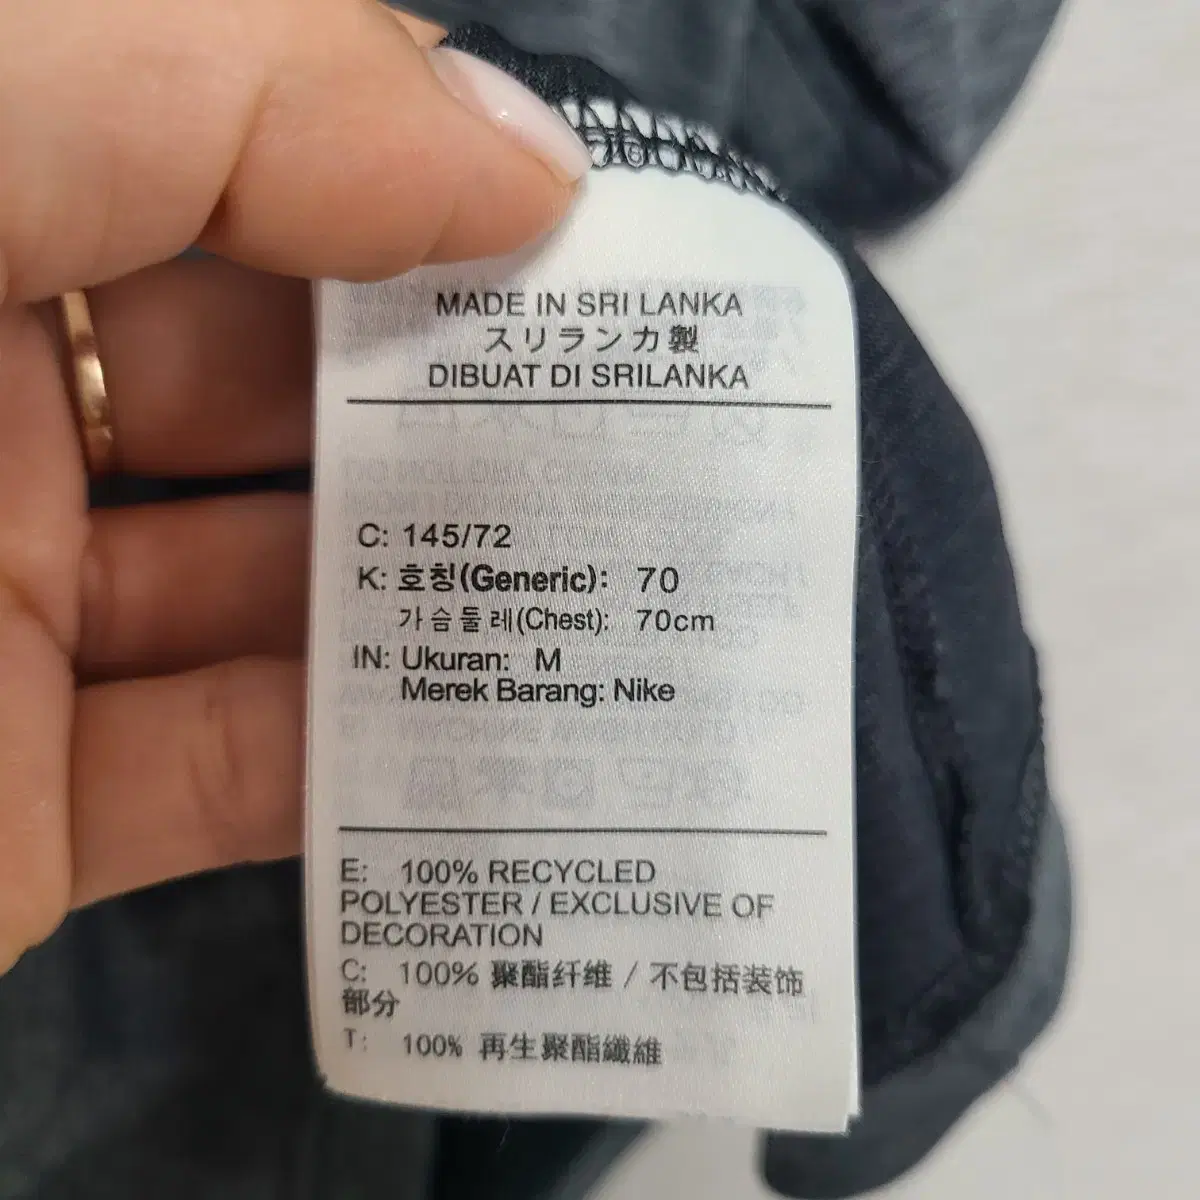 MADE IN SRI LANKA
スリランカ製
DIBUAT DI SRILANKA
C: 145/72
K: 호칭(Generic): 70
가슴둘레(Chest): 70cm
IN: Ukuran: M
Merek Barang: Nike
E: 100% RECYCLED
POLYESTER / EXCLUSIVE OF
DECORATION
C: 100% 聚酯纤维 / 不包括装饰
部分
T: 100% 再生聚酯纖維